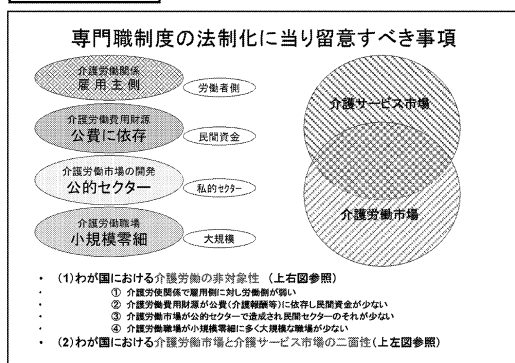 専門職制度の法制化に当り留意すべき事項
介護労働関係
雇用主側
労働者側
介護労働費用財源
公費に依存
民間資金
介護労働市場の開発
公的セクター
私的セクター
介護労働職場
小規模零細
大規模
介護サービス市場
介護労働市場
・ (1)わが国における介護労働の非対象性 (上右図参照)
① 介護労使関係で雇用側に対し労働側が弱い
② 介護費用財源が公費(介護報酬等)に依存し民間資金が少ない
③ 介護労働市場が公的セクターで造成され民間セクターのそれが少ない
④ 介護労働職場が小規模零細に多く大規模な職場が少ない
・ (2)わが国における介護労働市場と介護サービス市場の二面性(上左図参照)